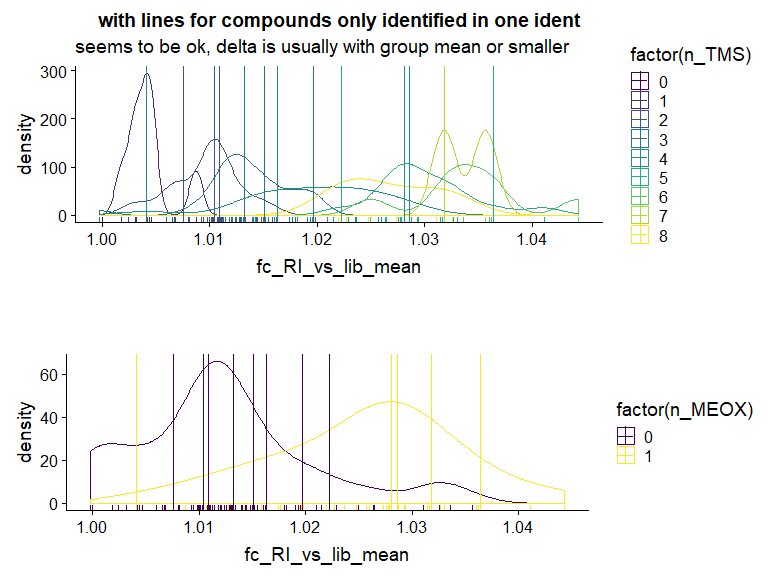 with lines for compounds only identified in one ident
seems to be ok, delta is usually with group mean or smaller
density
300
200
100
0
1.00 1.01 1.02 1.03 1.04
fc_RI_vs_lib_mean
factor(n_TMS)
0
1
2
3
4
5
6
7
8
density
60
40
20
0
1.00 1.01 1.02 1.03 1.04
fc_RI_vs_lib_mean
factor(n_MEOX)
0
1